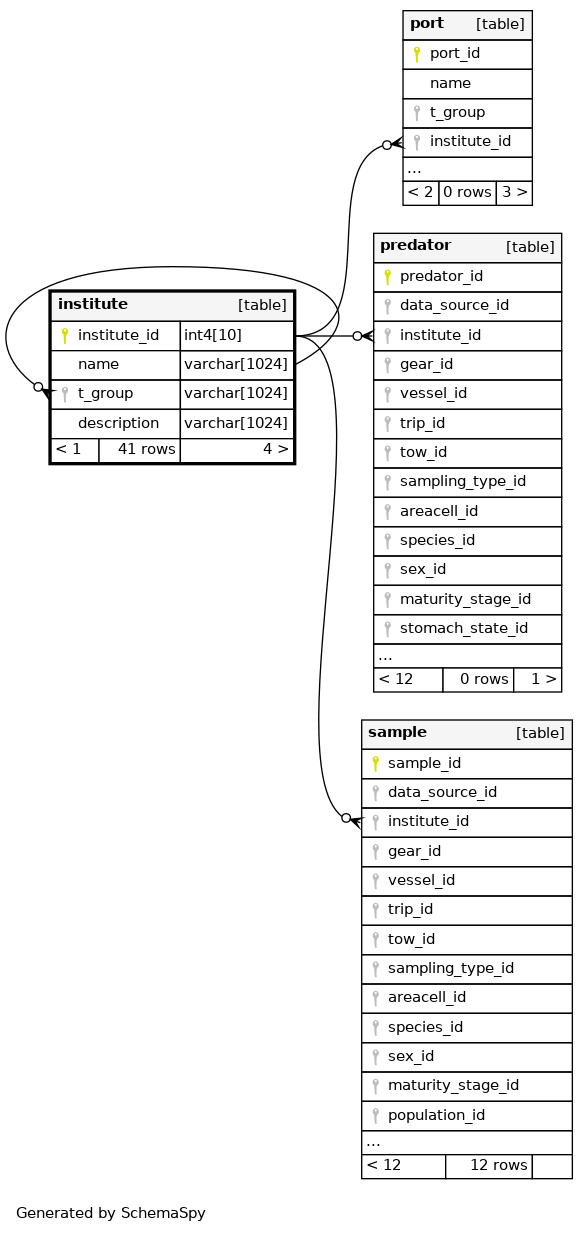 port [table]
port_id
name
t_group
institute_id
...
< 2 0 rows 3 >
predator [table]
predator_id
data_source_id
institute_id
gear_id
vessel_id
trip_id
tow_id
sampling_type_id
areacell_id
species_id
sex_id
maturity_stage_id
stomach_state_id
...
< 12 0 rows 1 >
institute [table]
institute_id int4[10]
name varchar[1024]
t_group varchar[1024]
description varchar[1024]
< 1 41 rows 4 >
sample [table]
sample_id
data_source_id
institute_id
gear_id
vessel_id
trip_id
tow_id
sampling_type_id
areacell_id
species_id
sex_id
maturity_stage_id
population_id
...
< 12 12 rows
Generated by SchemaSpy